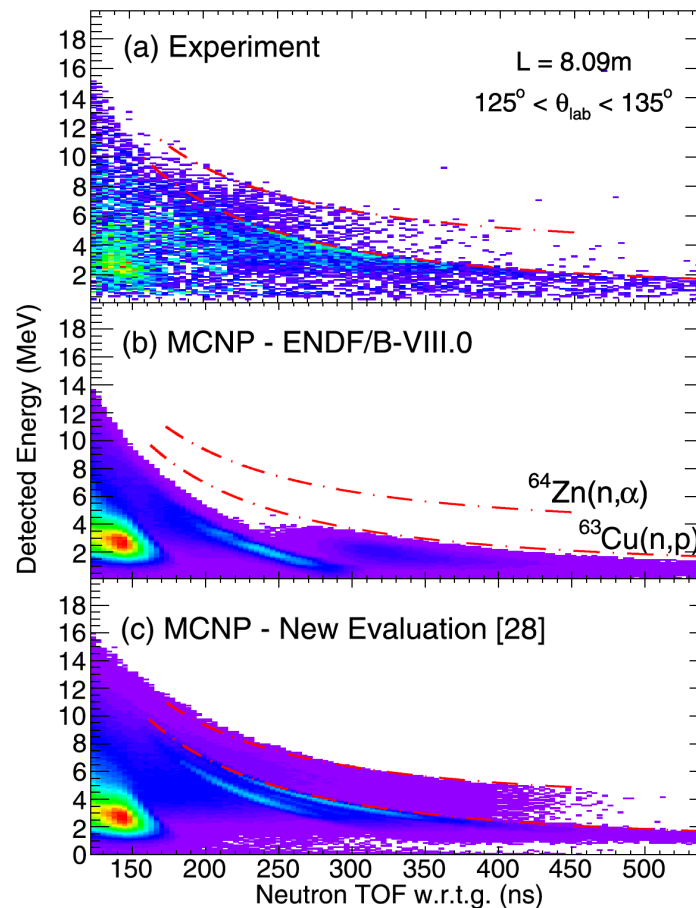 18
16
14
12
10
8
6
4
2
(a) Experiment
L = 8.09m
125° < θlab < 135°
18
16
14
12
10
8
6
4
2
(b) MCNP - ENDF/B-VIII.0
⁶⁴Zn(n,α)
⁶³Cu(n,p)
Detected Energy (MeV)
18
16
14
12
10
8
6
4
2
0
(c) MCNP - New Evaluation [28]
150 200 250 300 350 400 450 500
Neutron TOF w.r.t.g. (ns)